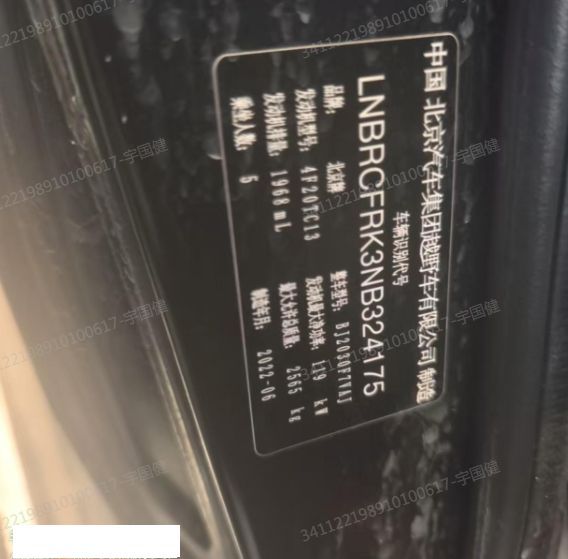 中国 北京汽车集团越野车有限公司 制造
车辆识别代号
LNBRCFRK3NB324175
品牌: 北京牌 整车型号: BJ2030F7VAJ
发动机型号: 4F20TC13 发动机最大净功率: 119 kW
发动机排量: 1968 mL 最大允许总质量: 2565 kg
乘坐人数: 5 制造年月: 2022-06